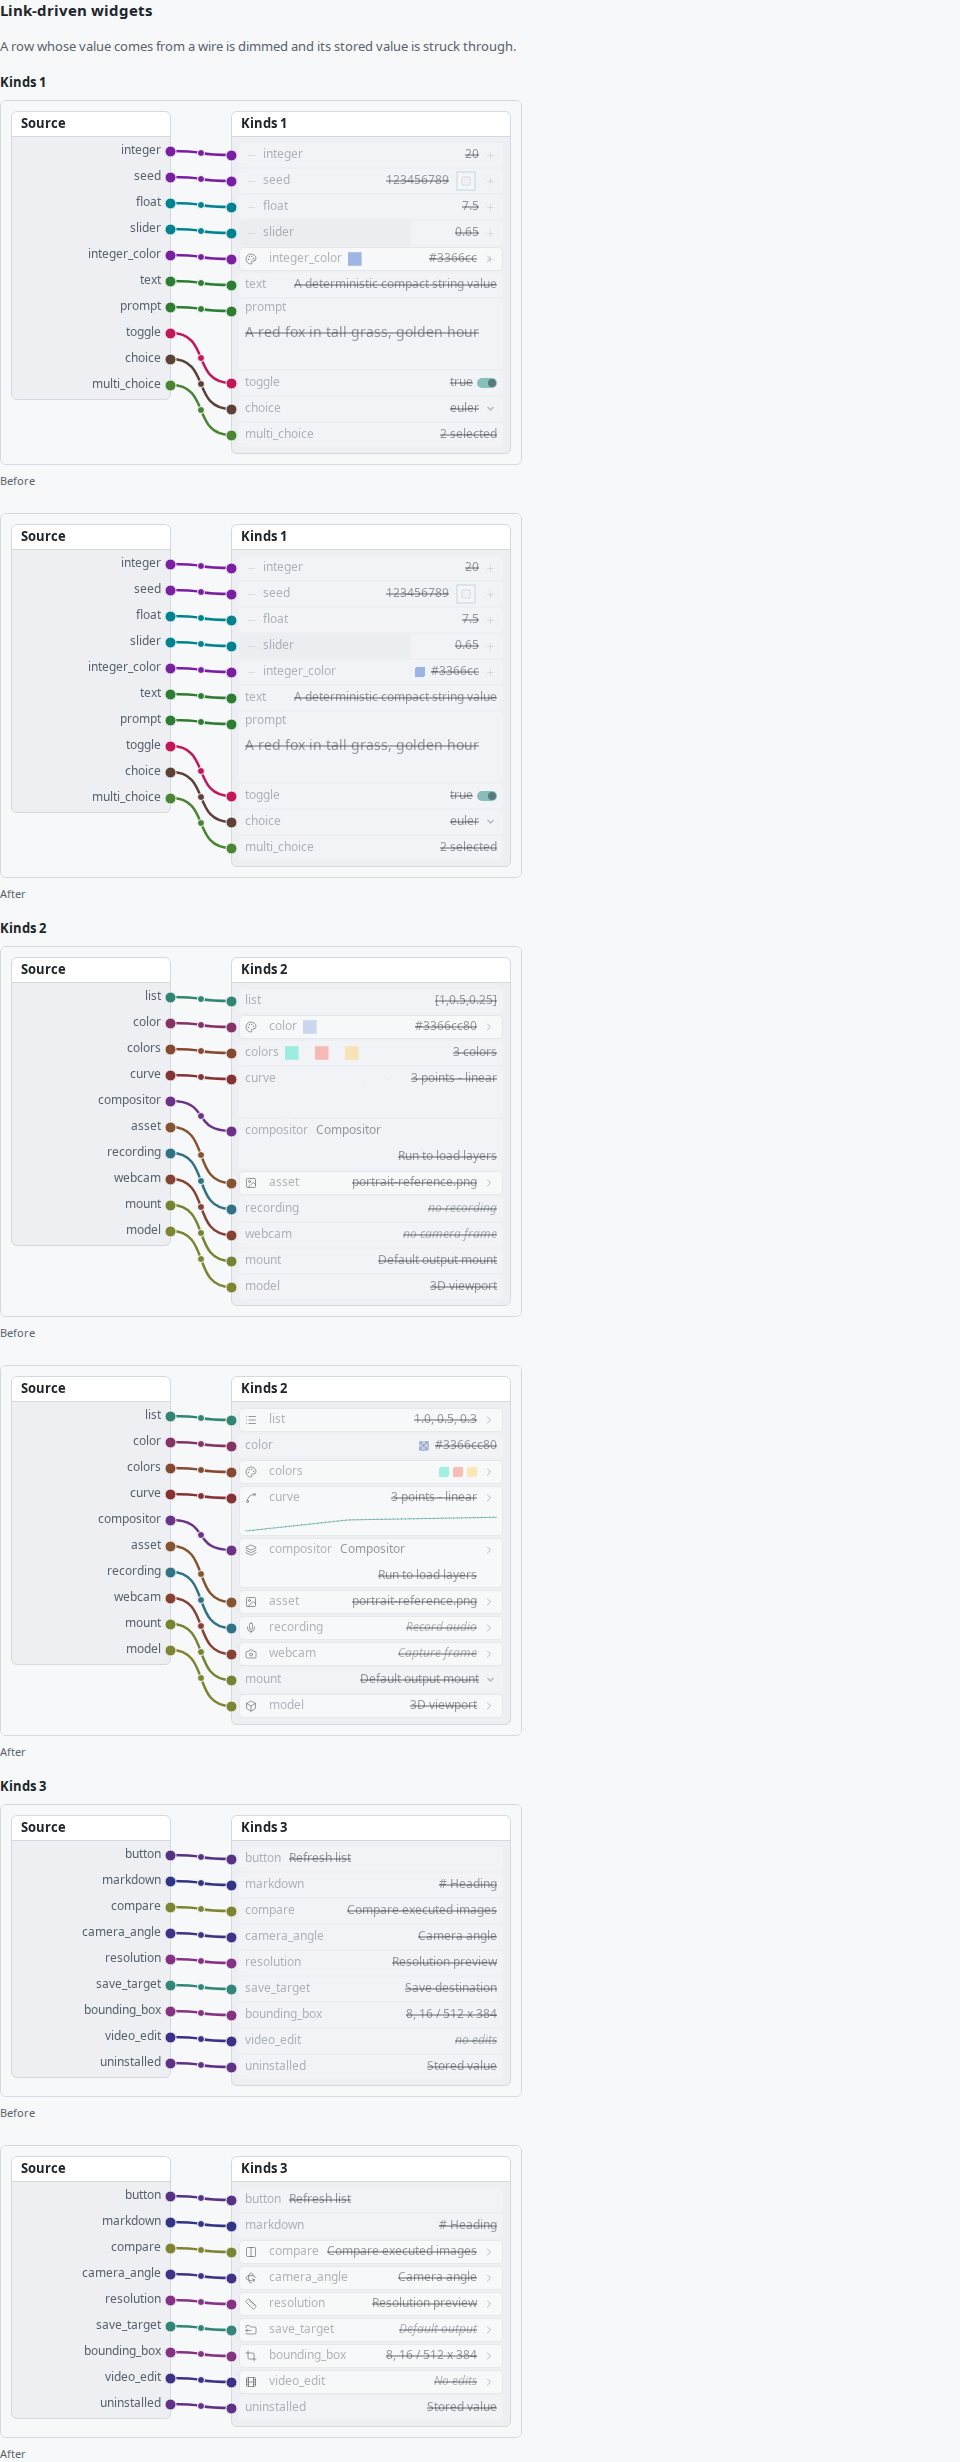 Link-driven widgets
A row whose value comes from a wire is dimmed and its stored value is struck through.
Kinds 1
Source
Kinds 1
integer
integer 20
seed
seed 123456789
float
float 7.5
slider
slider 0.65
integer_color
integer_color #3366cc
text
text A deterministic compact string value
prompt
prompt
A red fox in tall grass, golden hour
toggle
toggle true
choice
choice euler
multi_choice
multi_choice 2 selected
Before
Source
Kinds 1
integer
integer 20
seed
seed 123456789
float
float 7.5
slider
slider 0.65
integer_color
integer_color #3366cc
text
text A deterministic compact string value
prompt
prompt
A red fox in tall grass, golden hour
toggle
toggle true
choice
choice euler
multi_choice
multi_choice 2 selected
After
Kinds 2
Source
Kinds 2
list
list [1,0.5,0.25]
color
color #3366cc80
colors
colors 3 colors
curve
curve 3 points - linear
compositor
compositor Compositor
Run to load layers
asset
asset portrait-reference.png
recording
recording no recording
webcam
webcam no camera frame
mount
mount Default output mount
model
model 3D viewport
Before
Source
Kinds 2
list
list 1.0, 0.5, 0.3
color
color #3366cc80
colors
colors
curve
curve 3 points - linear
compositor
compositor Compositor
Run to load layers
asset
asset portrait-reference.png
recording
recording Record audio
webcam
webcam Capture frame
mount
mount Default output mount
model
model 3D viewport
After
Kinds 3
Source
Kinds 3
button
button Refresh list
markdown
markdown # Heading
compare
compare Compare executed images
camera_angle
camera_angle Camera angle
resolution
resolution Resolution preview
save_target
save_target Save destination
bounding_box
bounding_box 8, 16 / 512 x 384
video_edit
video_edit no edits
uninstalled
uninstalled Stored value
Before
Source
Kinds 3
button
button Refresh list
markdown
markdown # Heading
compare
compare Compare executed images
camera_angle
camera_angle Camera angle
resolution
resolution Resolution preview
save_target
save_target Default output
bounding_box
bounding_box 8, 16 / 512 x 384
video_edit
video_edit No edits
uninstalled
uninstalled Stored value
After